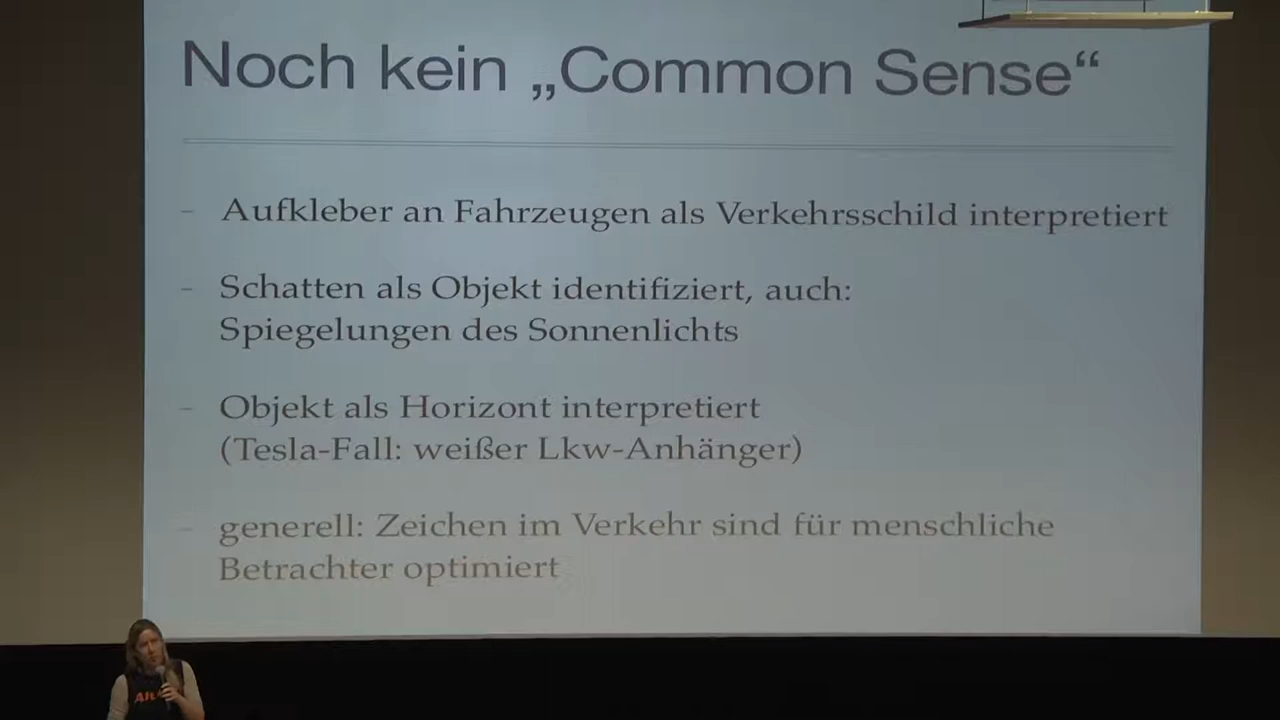 Noch kein „Common Sense“
- Aufkleber an Fahrzeugen als Verkehrsschild interpretiert
- Schatten als Objekt identifiziert, auch:
Spiegelungen des Sonnenlichts
- Objekt als Horizont interpretiert
(Tesla-Fall: weißer Lkw-Anhänger)
- generell: Zeichen im Verkehr sind für menschliche
Betrachter optimiert